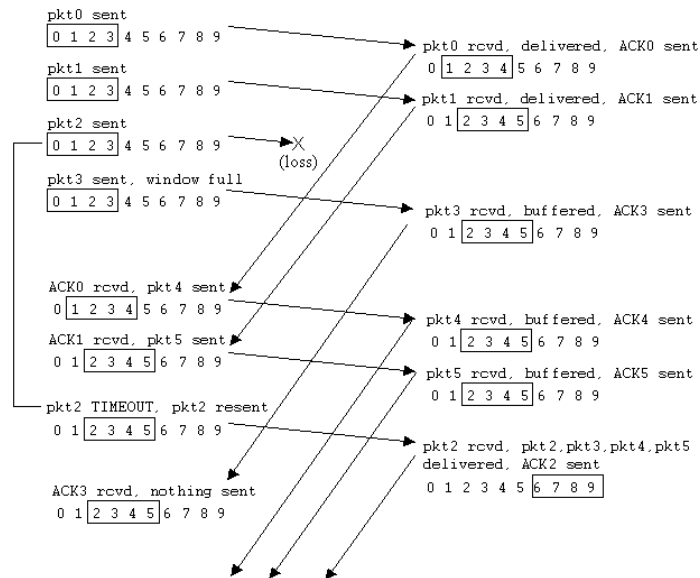 pkt0 sent
0 1 2 3 4 5 6 7 8 9
pkt0 rcvd, delivered, ACK0 sent
0 1 2 3 4 5 6 7 8 9
pkt1 sent
0 1 2 3 4 5 6 7 8 9
pkt1 rcvd, delivered, ACK1 sent
0 1 2 3 4 5 6 7 8 9
pkt2 sent
0 1 2 3 4 5 6 7 8 9
X
(loss)
pkt3 sent, window full
0 1 2 3 4 5 6 7 8 9
pkt3 rcvd, buffered, ACK3 sent
0 1 2 3 4 5 6 7 8 9
ACK0 rcvd, pkt4 sent
0 1 2 3 4 5 6 7 8 9
pkt4 rcvd, buffered, ACK4 sent
0 1 2 3 4 5 6 7 8 9
ACK1 rcvd, pkt5 sent
0 1 2 3 4 5 6 7 8 9
pkt5 rcvd, buffered, ACK5 sent
0 1 2 3 4 5 6 7 8 9
pkt2 TIMEOUT, pkt2 resent
0 1 2 3 4 5 6 7 8 9
pkt2 rcvd, pkt2,pkt3,pkt4,pkt5
delivered, ACK2 sent
0 1 2 3 4 5 6 7 8 9
ACK3 rcvd, nothing sent
0 1 2 3 4 5 6 7 8 9